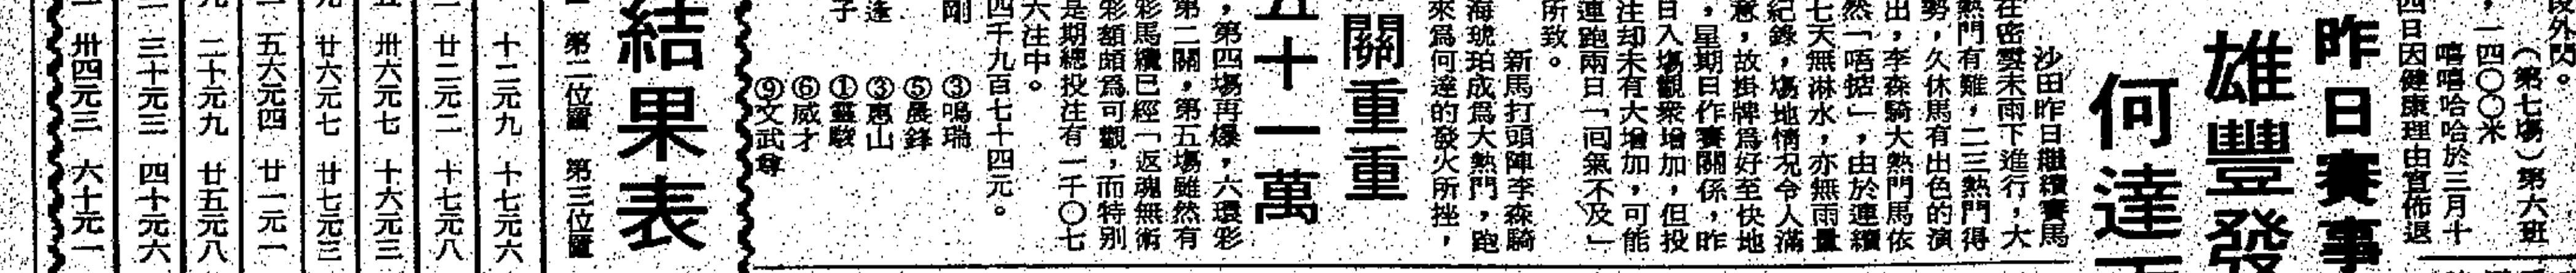 段外閃。
（第七場）第六班
，一四〇〇米
嘻嘻哈哈於三月十
四日因健康理由宣佈退
昨日賽事
雄豐發
何達
沙田昨日繼續賽馬
在密雲未雨下進行，大
熱門有難，二三熱門得
勢，久休馬有出色的演
出，李森騎大熱門馬依
然「唔掂」，由於連續
七天無淋水，亦無雨量
紀錄，場地情况令人滿
意，故掛牌爲好至快地
，星期日作賽關係，昨
日入場觀衆增加，但投
注却未有大增加，可能
連跑兩日「回氣不及」
所致。
新馬打頭陣李森騎
海琥珀成爲大熱門，跑
來爲何達的發火所挫，
關重重
五十一萬
，第四場再爆，六環彩
第二關，第五場雖然有
彩馬續已經「返魂無術
彩額頗爲可觀，而特别
是期總投注有一千〇七
六注中。
四千九百七十四元。
剛
③鳴瑞
⑤晨鋒
逢
③惠山
子
①靈駿
⑥威才
⑨文武尊
結果表
第二位置 第三位置
十二元九 十七元六
廿二元二 十七元八
卅六元七 十六元三
廿六元七 廿七元三
五六元四 廿一元一
二十元九 廿五元八
三十元三 四十元六
卅四元三 六十元一